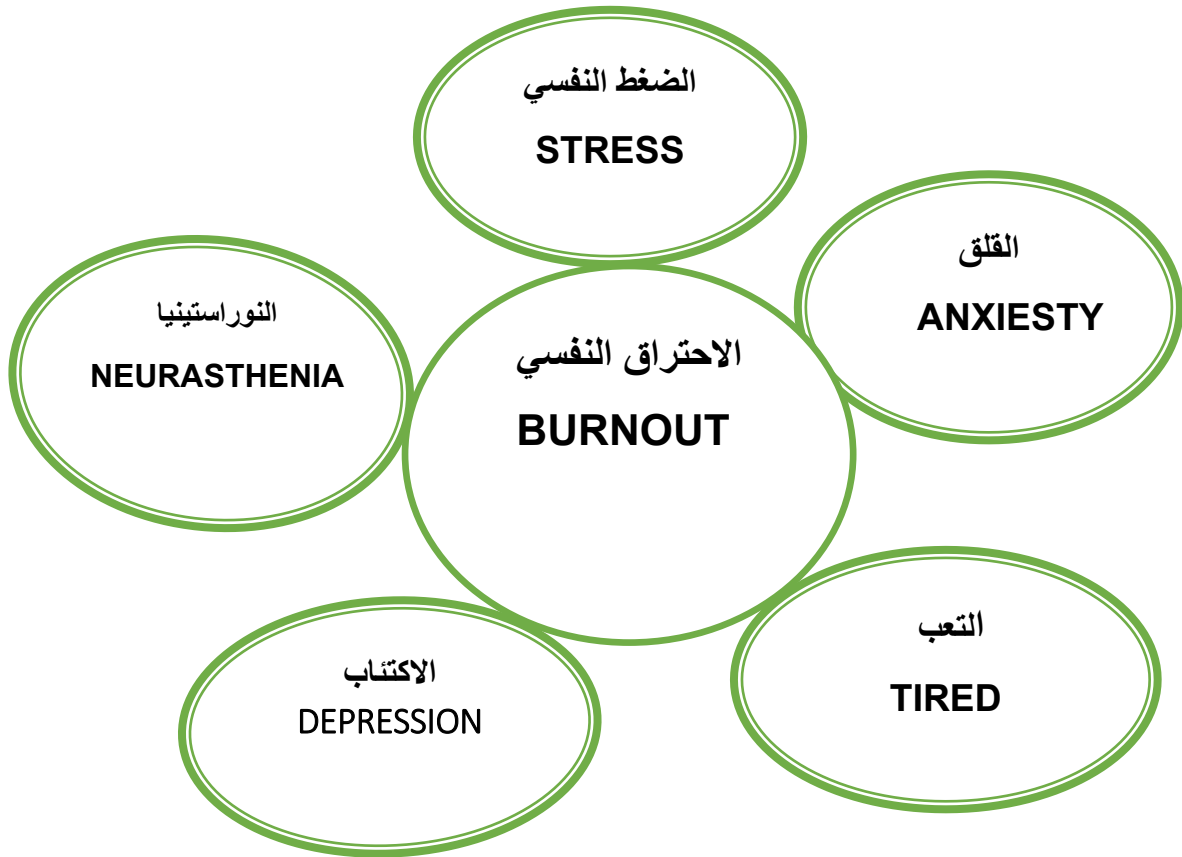 الضغط النفسي
STRESS
القلق
ANXIESTY
النوراستينيا
NEURASTHENIA
الاحتراق النفسي
BURNOUT
التعب
TIRED
الاكتئاب
DEPRESSION